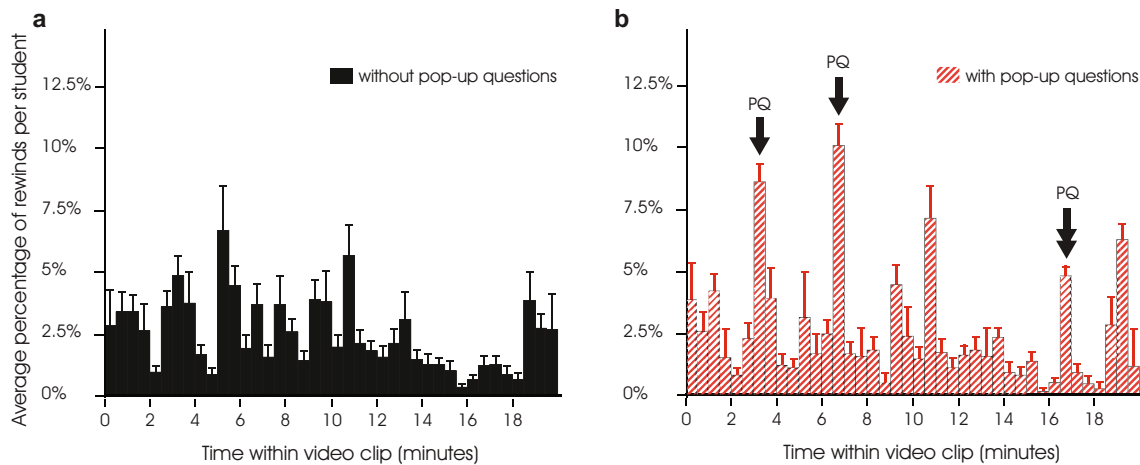 a
Average percentage of rewinds per student
12.5%
10%
7.5%
5%
2.5%
0%
without pop-up questions
0 2 4 6 8 10 12 14 16 18
Time within video clip (minutes)
b
12.5%
10%
7.5%
5%
2.5%
0%
PQ
PQ
PQ
with pop-up questions
0 2 4 6 8 10 12 14 16 18
Time within video clip (minutes)